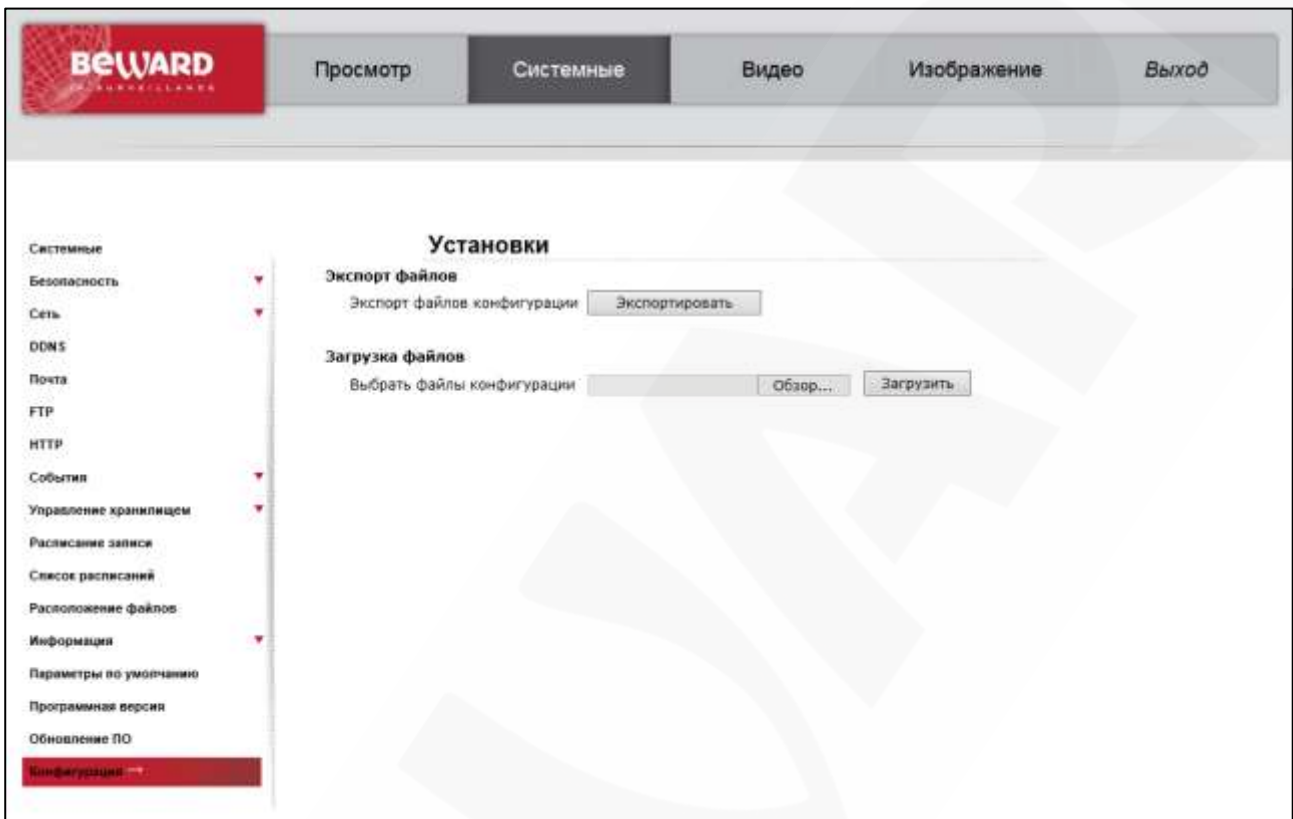 BEWARD
Просмотр
Системные
Видео
Изображение
Выход
Системные
Безопасность
Сеть
DDNS
Почта
FTP
HTTP
События
Управление хранилищем
Расписание записи
Список расписаний
Расположение файлов
Информация
Параметры по умолчанию
Программная версия
Обновление ПО
Конфигурация →
Установки
Экспорт файлов
Экспорт файлов конфигурации Экспортировать
Загрузка файлов
Выбрать файлы конфигурации Обзор... Загрузить